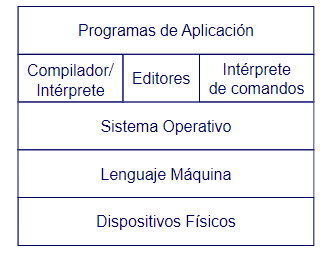 Programas de Aplicación
Compilador/
Intérprete
Editores
Intérprete
de comandos
Sistema Operativo
Lenguaje Máquina
Dispositivos Físicos